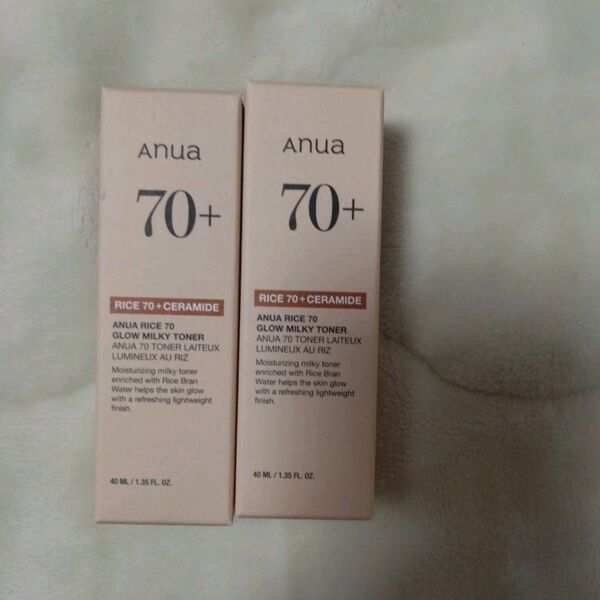 Anua
70+
RICE 70+CERAMIDE
ANUA RICE 70
GLOW MILKY TONER
ANUA 70 TONER LAITEUX
LUMINEUX AU RIZ
Moisturizing milky toner
enriched with Rice Bran
Water helps the skin glow
with a refreshing lightweight
finish.
40 ML / 1.35 FL. OZ.
Anua
70+
RICE 70+CERAMIDE
ANUA RICE 70
GLOW MILKY TONER
ANUA 70 TONER LAITEUX
LUMINEUX AU RIZ
Moisturizing milky toner
enriched with Rice Bran
Water helps the skin glow
with a refreshing lightweight
finish.
40 ML / 1.35 FL. OZ.